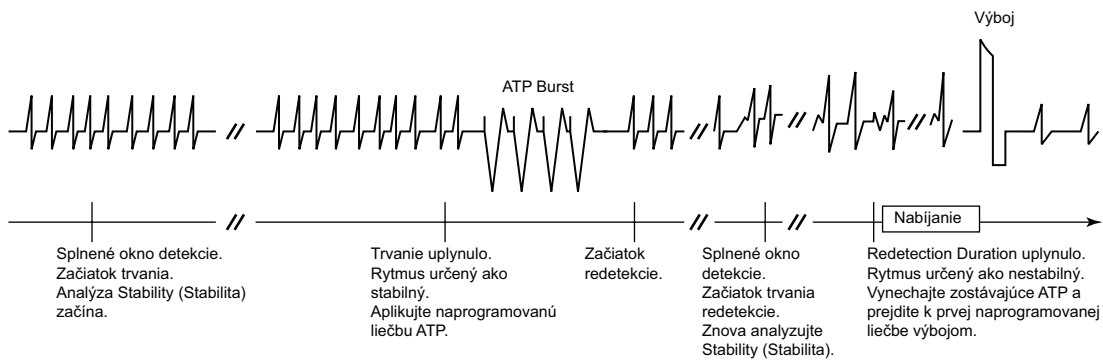 Výboj
ATP Burst
Nabíjanie
Splnené okno detekcie.
Začiatok trvania.
Analýza Stability (Stabilita)
začína.
Trvanie uplynulo.
Rytmus určený ako
stabilný.
Aplikujte naprogramovanú
liečbu ATP.
Začiatok
redetekcie.
Splnené okno
detekcie.
Začiatok trvania
redetekcie.
Znova analyzujte
Stability (Stabilita).
Redetection Duration uplynulo.
Rytmus určený ako nestabilný.
Vynechajte zostávajúce ATP a
prejdite k prvej naprogramovanej
liečbe výbojom.